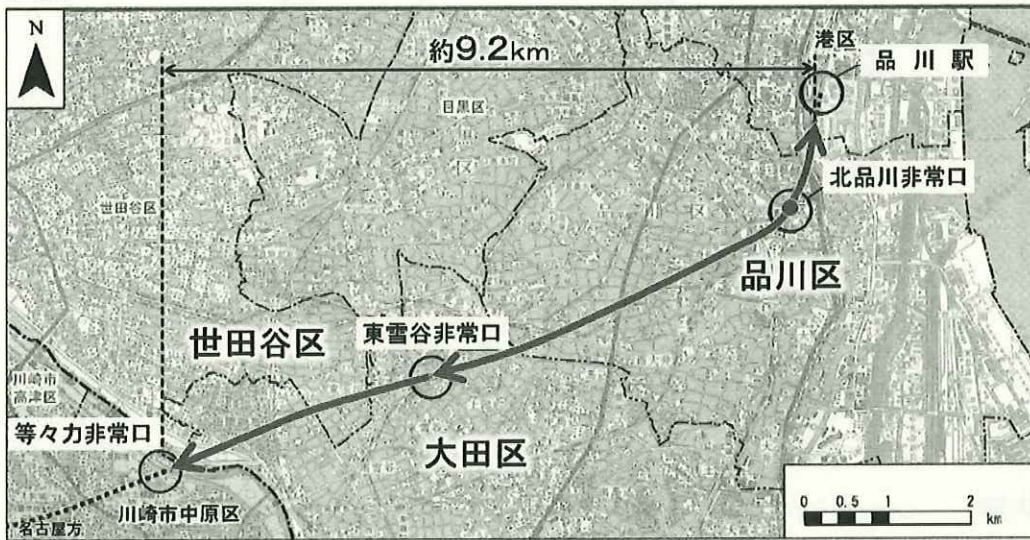 N
約9.2km
港区
品川駅
目黒区
北品川非常口
世田谷区
品川区
世田谷区
東雪谷非常口
川崎市
高津区
等々力非常口
大田区
川崎市中原区
名古屋方
0 0.5 1 2
km